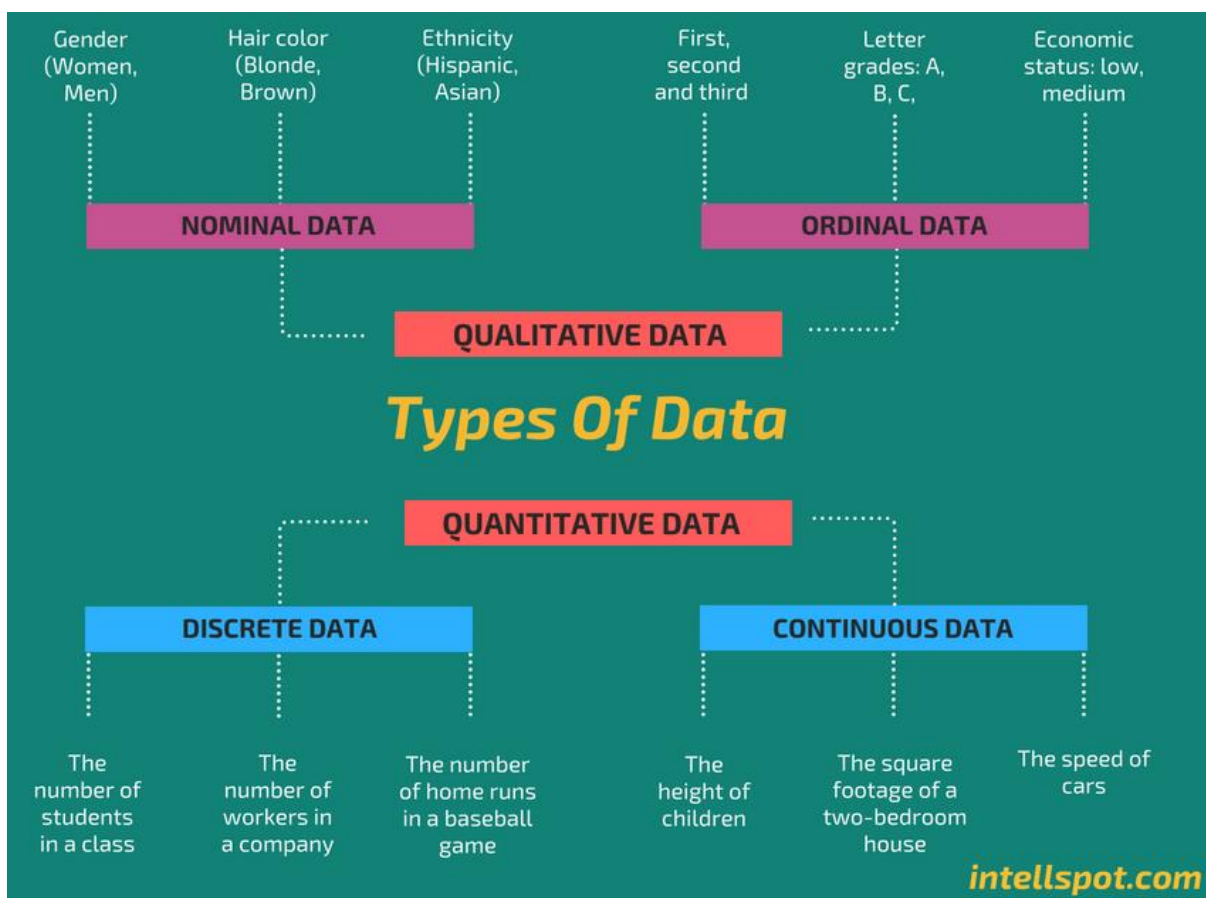 Gender
(Women,
Men)
Hair color
(Blonde,
Brown)
Ethnicity
(Hispanic,
Asian)
First,
second
and third
Letter
grades: A,
B, C,
Economic
status: low,
medium
NOMINAL DATA
ORDINAL DATA
QUALITATIVE DATA
Types Of Data
QUANTITATIVE DATA
DISCRETE DATA
CONTINUOUS DATA
The
number of
students
in a class
The
number of
workers in
a company
The number
of home runs
in a baseball
game
The
height of
children
The square
footage of a
two-bedroom
house
The speed of
cars
intellspot.com